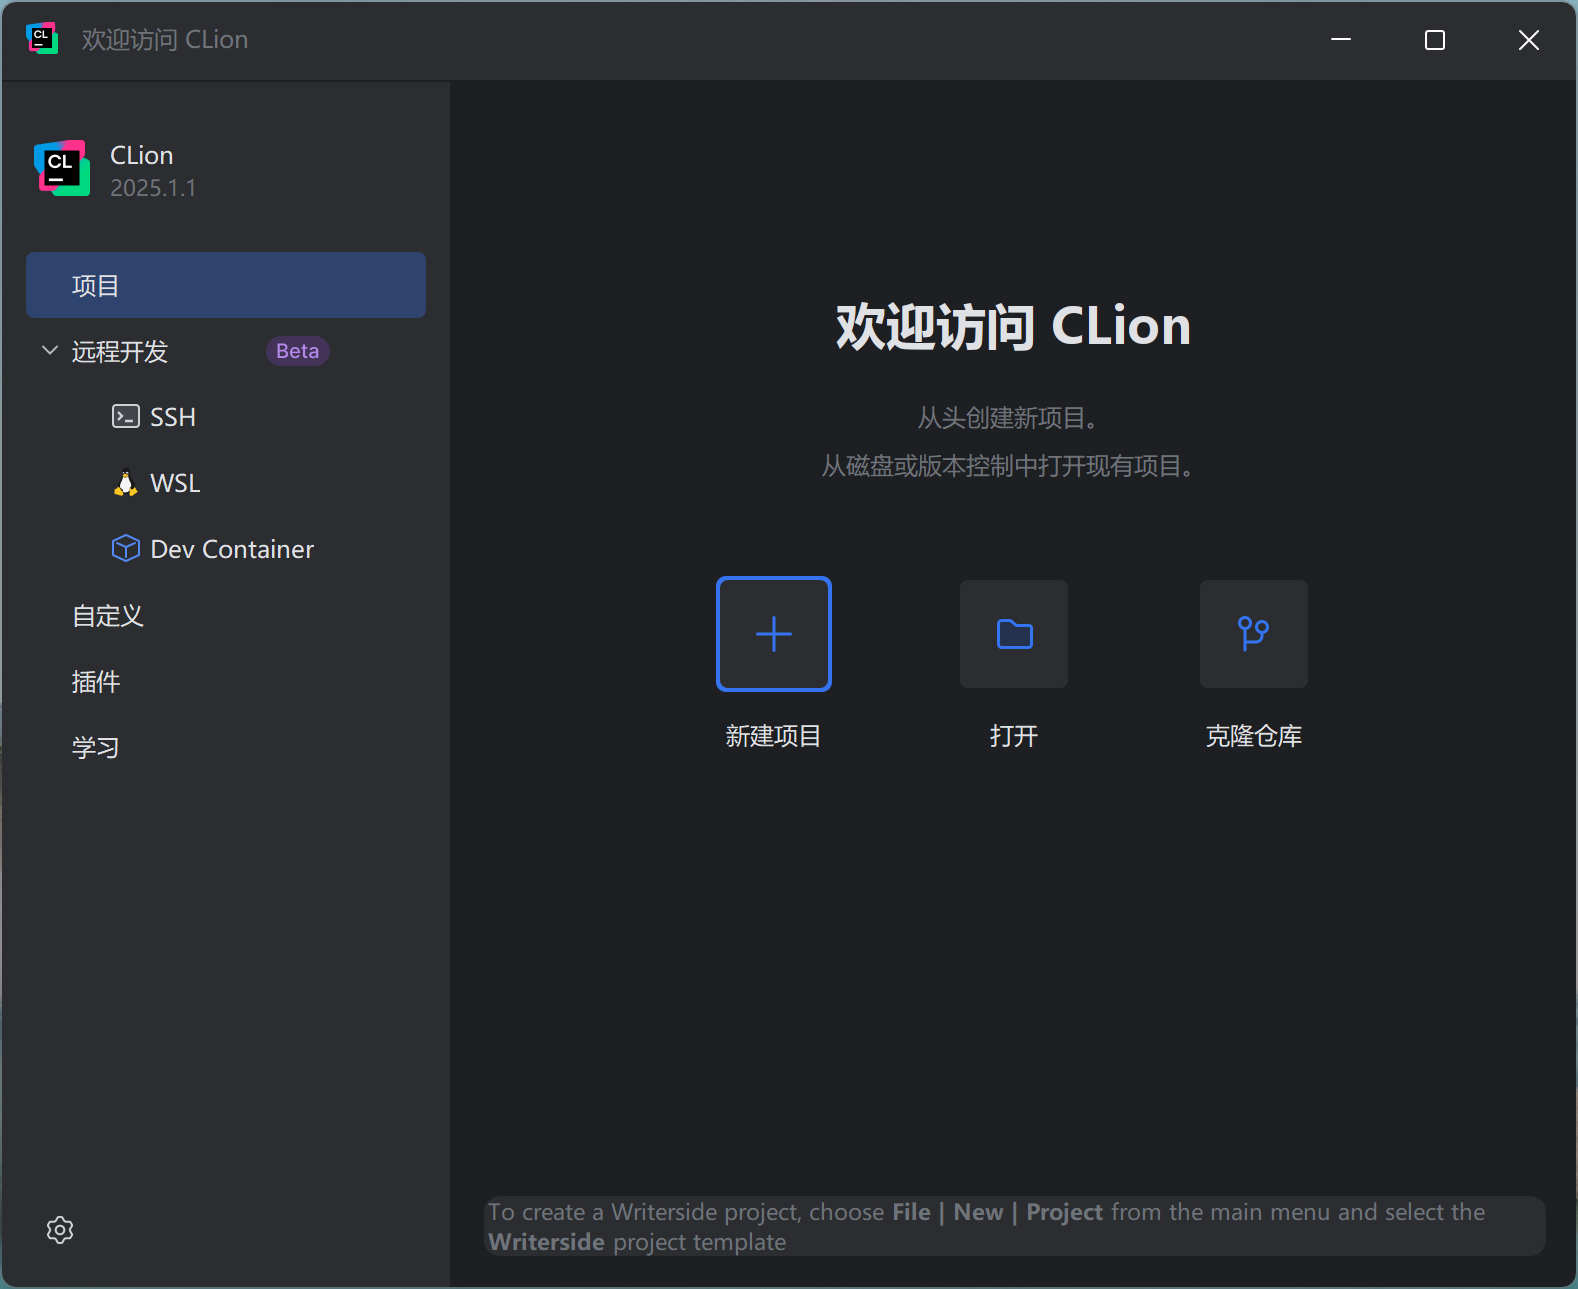 欢迎访问 CLion
CLion
2025.1.1
项目
远程开发 Beta
SSH
WSL
Dev Container
自定义
插件
学习
欢迎访问 CLion
从头创建新项目。
从磁盘或版本控制中打开现有项目。
新建项目 打开 克隆仓库
To create a Writerside project, choose File | New | Project from the main menu and select the
Writerside project template